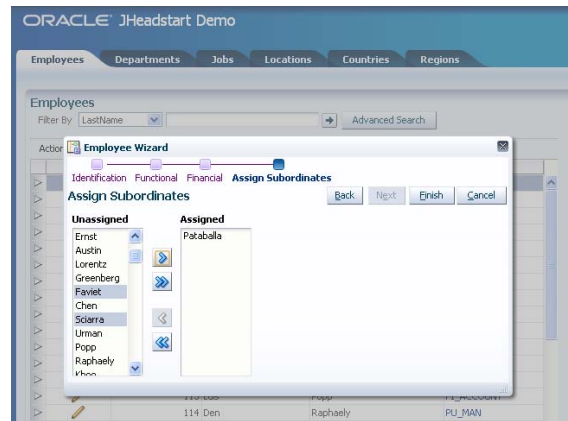 ORACLE JHeadstart Demo
Employees Departments Jobs Locations Countries Regions
Employees
Filter By LastName Advanced Search
Action
Employee Wizard
Identification Functional Financial Assign Subordinates
Assign Subordinates Back Next Finish Cancel
Unassigned Assigned
Ernst Pataballa
Austin
Lorentz
Greenberg
Faviet
Chen
Sciarra
Urman
Popp
Raphaely
Khoo
113 Luis Popp FI_ACCOUNT
114 Den Raphaely PU_MAN